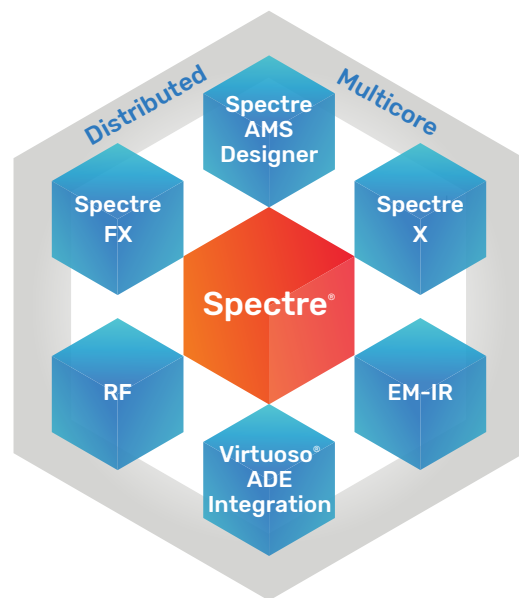 Distributed
Multicore
Spectre
AMS
Designer
Spectre
FX
Spectre
X
Spectre®
RF
EM-IR
Virtuoso®
ADE
Integration